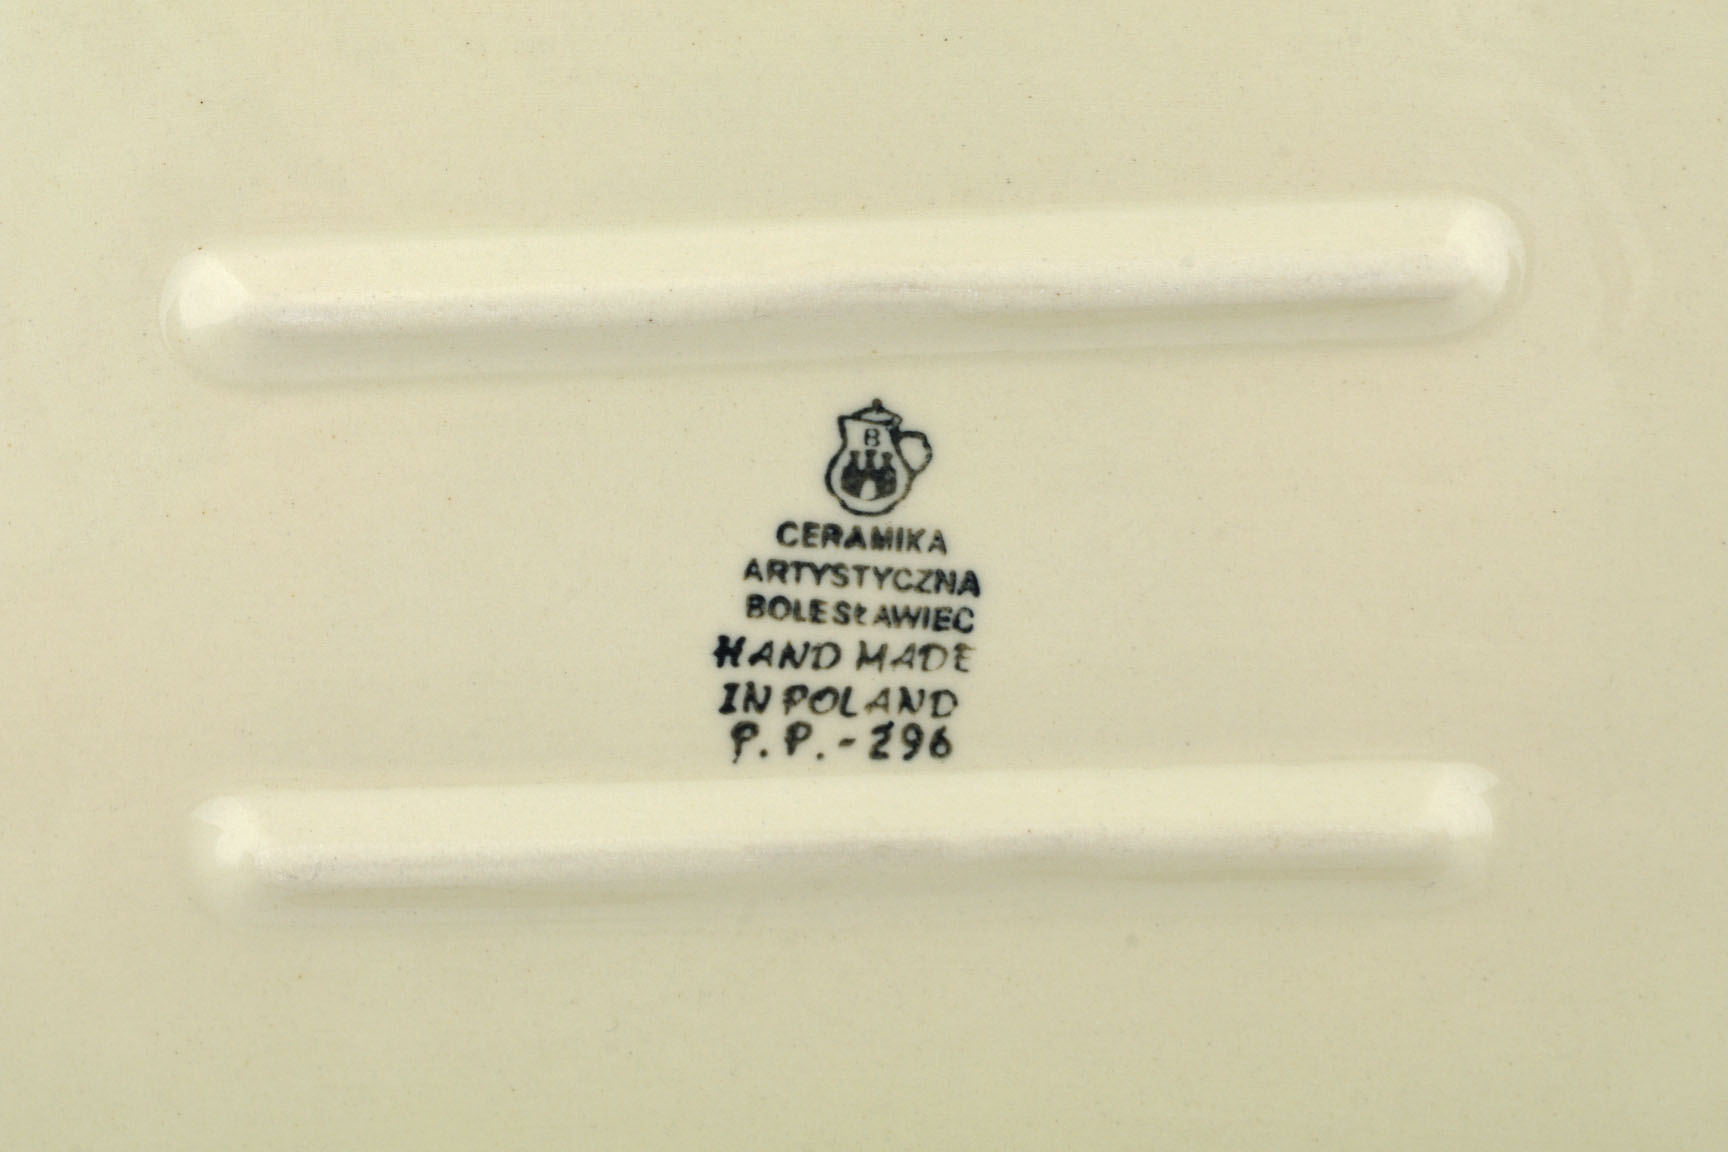 B
CERAMIKA
ARTYSTYCZNA
BOLESŁAWIEC
HAND MADE
IN POLAND
P. P. - 296